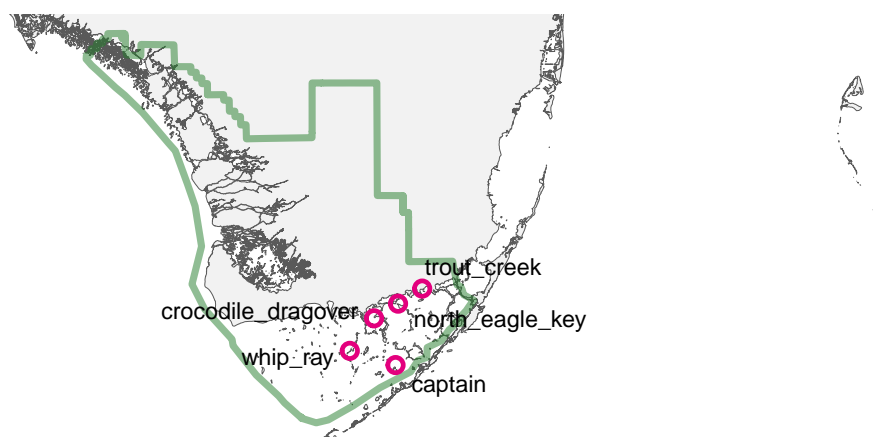 trout_creek
crocodile_dragover
north_eagle_key
whip_ray
captain